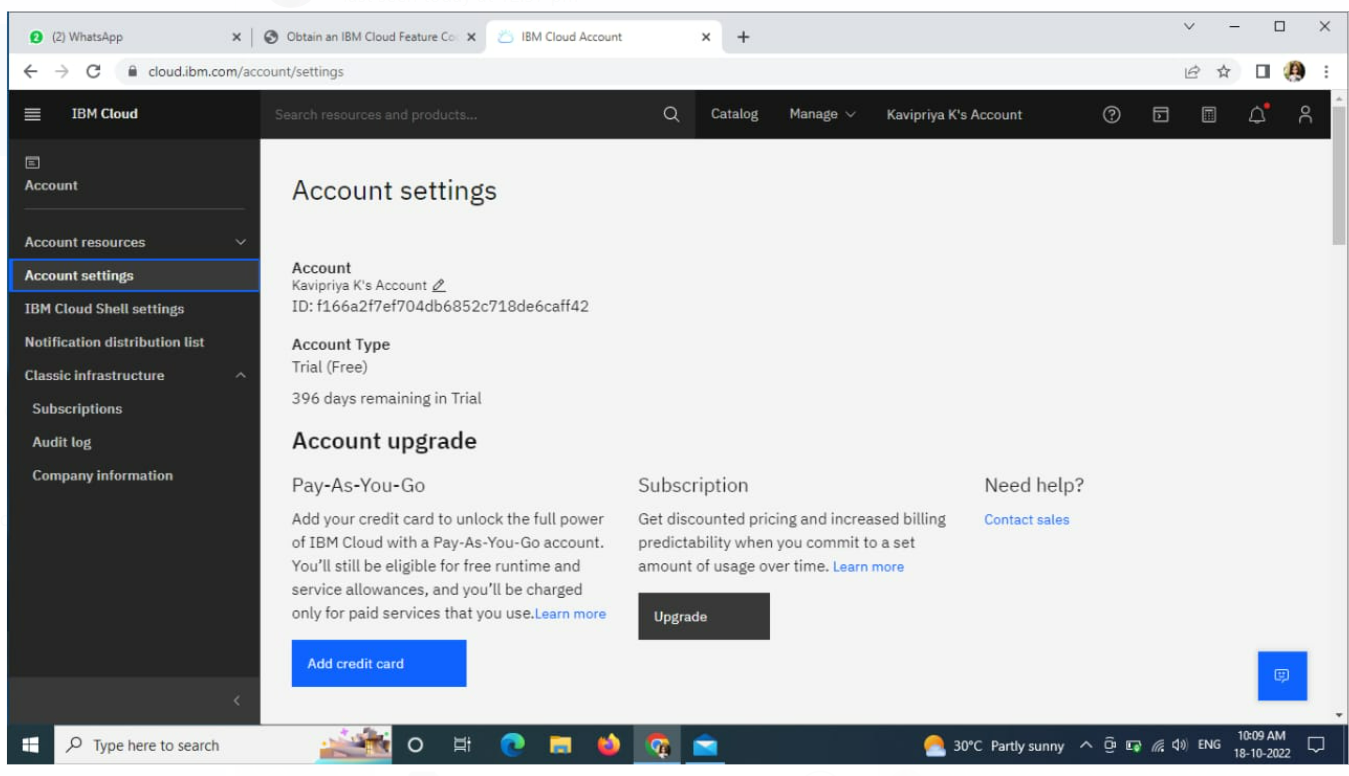 2 (2) WhatsApp
Obtain an IBM Cloud Feature Co
IBM Cloud Account
cloud.ibm.com/account/settings
IBM Cloud
Search resources and products...
Catalog
Manage
Kavipriya K's Account
Account
Account resources
Account settings
IBM Cloud Shell settings
Notification distribution list
Classic infrastructure
Subscriptions
Audit log
Company information
Account settings
Account
Kavipriya K's Account
ID: f166a2f7ef704db6852c718de6caff42
Account Type
Trial (Free)
396 days remaining in Trial
Account upgrade
Pay-As-You-Go
Add your credit card to unlock the full power
of IBM Cloud with a Pay-As-You-Go account.
You'll still be eligible for free runtime and
service allowances, and you'll be charged
only for paid services that you use.Learn more
Add credit card
Subscription
Get discounted pricing and increased billing
predictability when you commit to a set
amount of usage over time. Learn more
Upgrade
Need help?
Contact sales
Type here to search
30°C Partly sunny
ENG
10:09 AM
18-10-2022